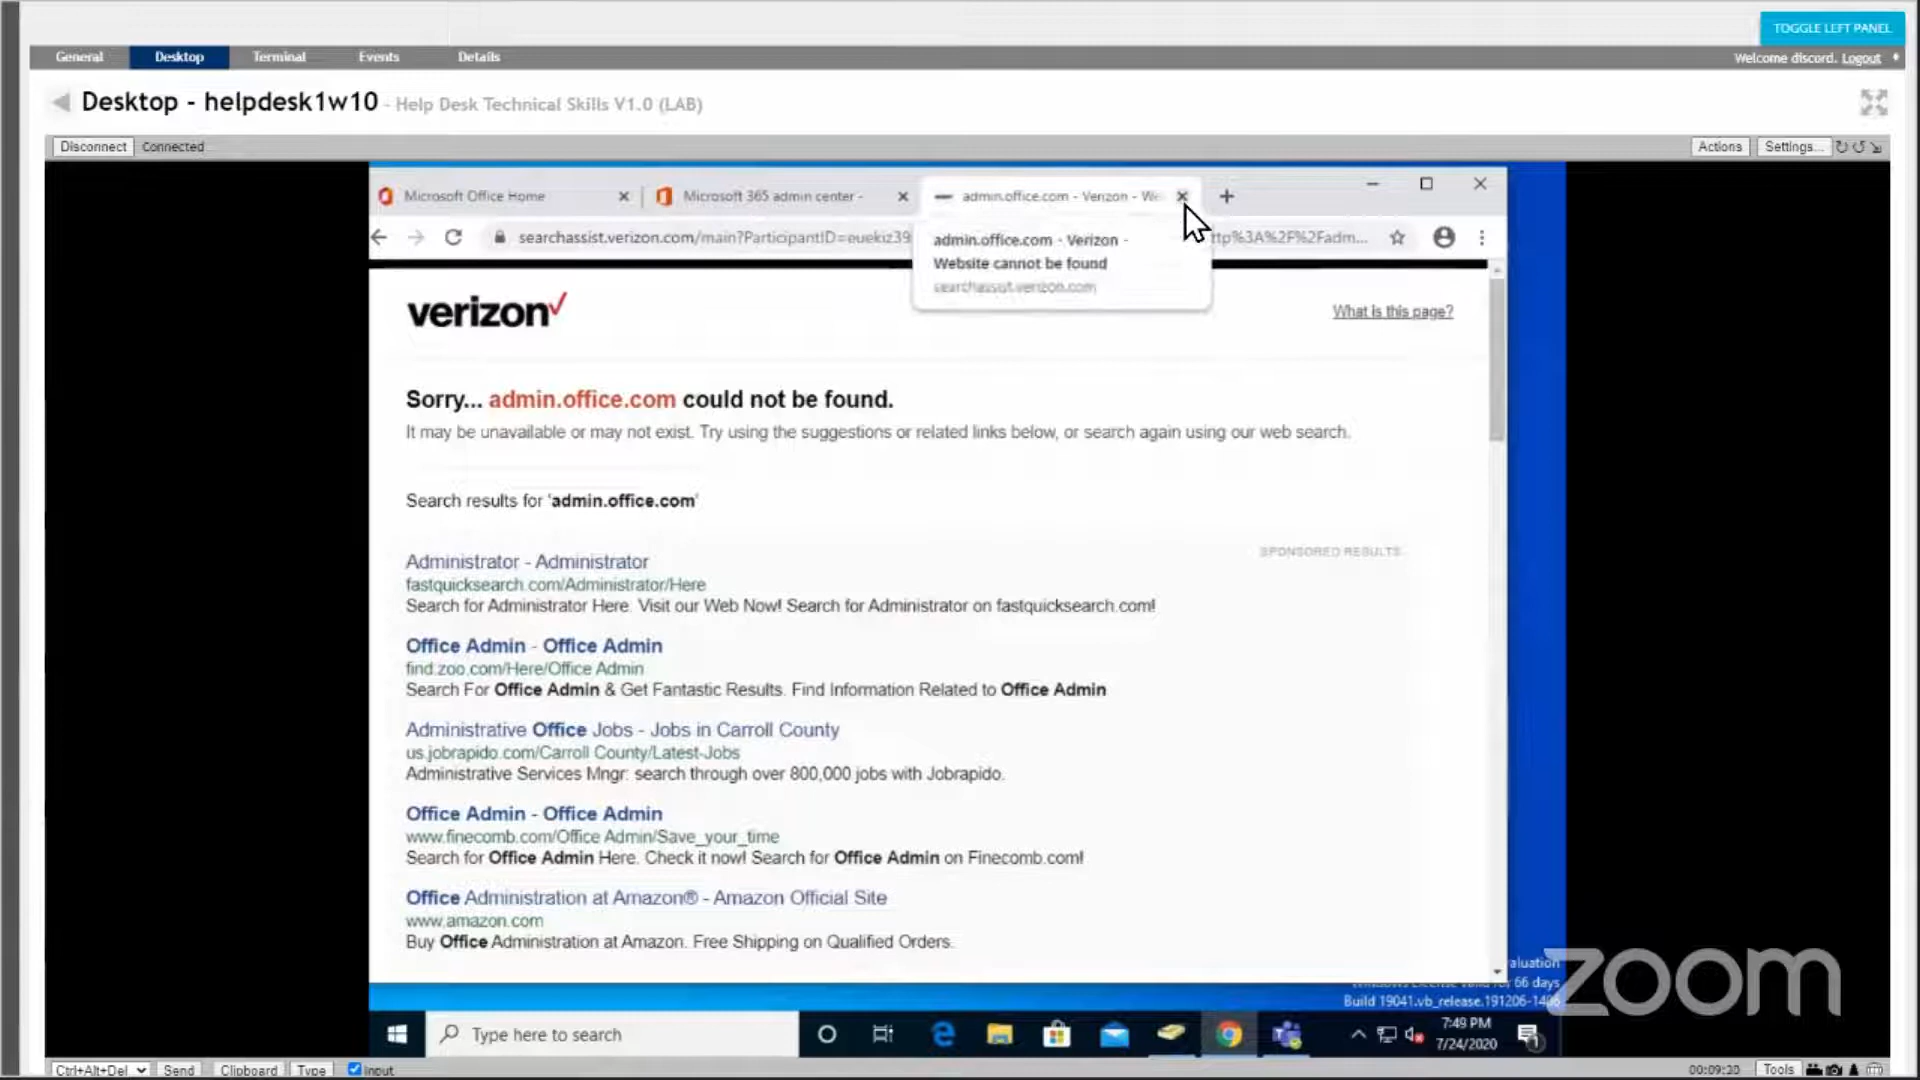 TOGGLE LEFT PANEL
General Desktop Terminal Events Details
Welcome discord. Logout
Desktop - helpdesk1w10 - Help Desk Technical Skills V1.0 (LAB)
Disconnect Connected
Actions Settings...
Microsoft Office Home
Microsoft 365 admin center -
admin.office.com - Verizon - We
searchassist.verizon.com/main?ParticipantID=euekiz39
ttp%3A%2F%2Fadm...
admin.office.com - Verizon -
Website cannot be found
searchassist.verizon.com
verizon
What is this page?
Sorry... admin.office.com could not be found.
It may be unavailable or may not exist. Try using the suggestions or related links below, or search again using our web search.
Search results for 'admin.office.com'
SPONSORED RESULTS
Administrator - Administrator
fastquicksearch.com/Administrator/Here
Search for Administrator Here. Visit our Web Now! Search for Administrator on fastquicksearch.com!
Office Admin - Office Admin
find.zoo.com/Here/Office Admin
Search For Office Admin & Get Fantastic Results. Find Information Related to Office Admin
Administrative Office Jobs - Jobs in Carroll County
us.jobrapido.com/Carroll County/Latest-Jobs
Administrative Services Mngr: search through over 800,000 jobs with Jobrapido.
Office Admin - Office Admin
www.finecomb.com/Office Admin/Save_your_time
Search for Office Admin Here. Check it now! Search for Office Admin on Finecomb.com!
Office Administration at Amazon® - Amazon Official Site
www.amazon.com
Buy Office Administration at Amazon. Free Shipping on Qualified Orders.
aluation
66 days
Build 19041.vb_release.191206-1406
zoom
Type here to search
7:49 PM
7/24/2020
Ctrl+Alt+Del Send Clipboard Type Input
00:09:20 Tools